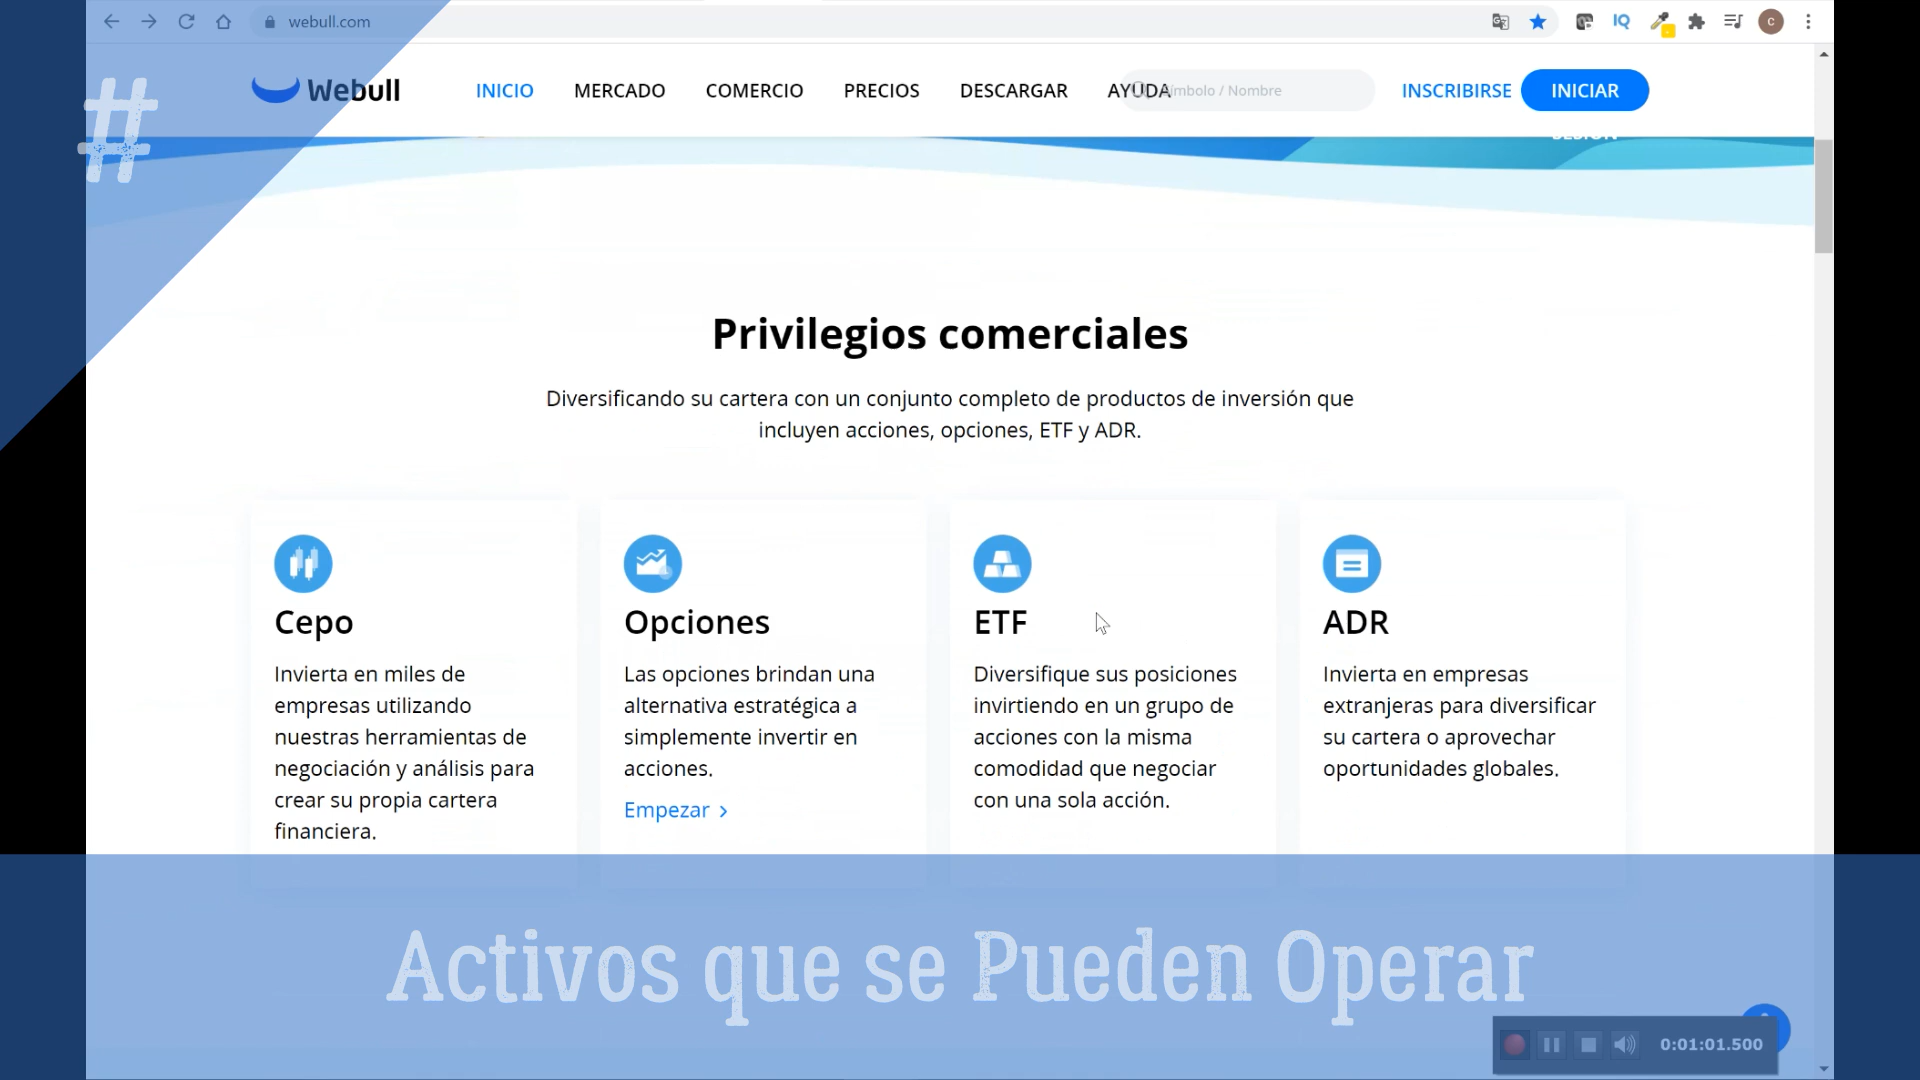 webull.com
IQ
C
#
Webull
INICIO
MERCADO
COMERCIO
PRECIOS
DESCARGAR
AYUDA
Símbolo / Nombre
INSCRIBIRSE
INICIAR
SESIÓN
Privilegios comerciales
Diversificando su cartera con un conjunto completo de productos de inversión que
incluyen acciones, opciones, ETF y ADR.
Cepo
Invierta en miles de
empresas utilizando
nuestras herramientas de
negociación y análisis para
crear su propia cartera
financiera.
Opciones
Las opciones brindan una
alternativa estratégica a
simplemente invertir en
acciones.
Empezar >
ETF
Diversifique sus posiciones
invirtiendo en un grupo de
acciones con la misma
comodidad que negociar
con una sola acción.
ADR
Invierta en empresas
extranjeras para diversificar
su cartera o aprovechar
oportunidades globales.
Activos que se Pueden Operar
0:01:01.500